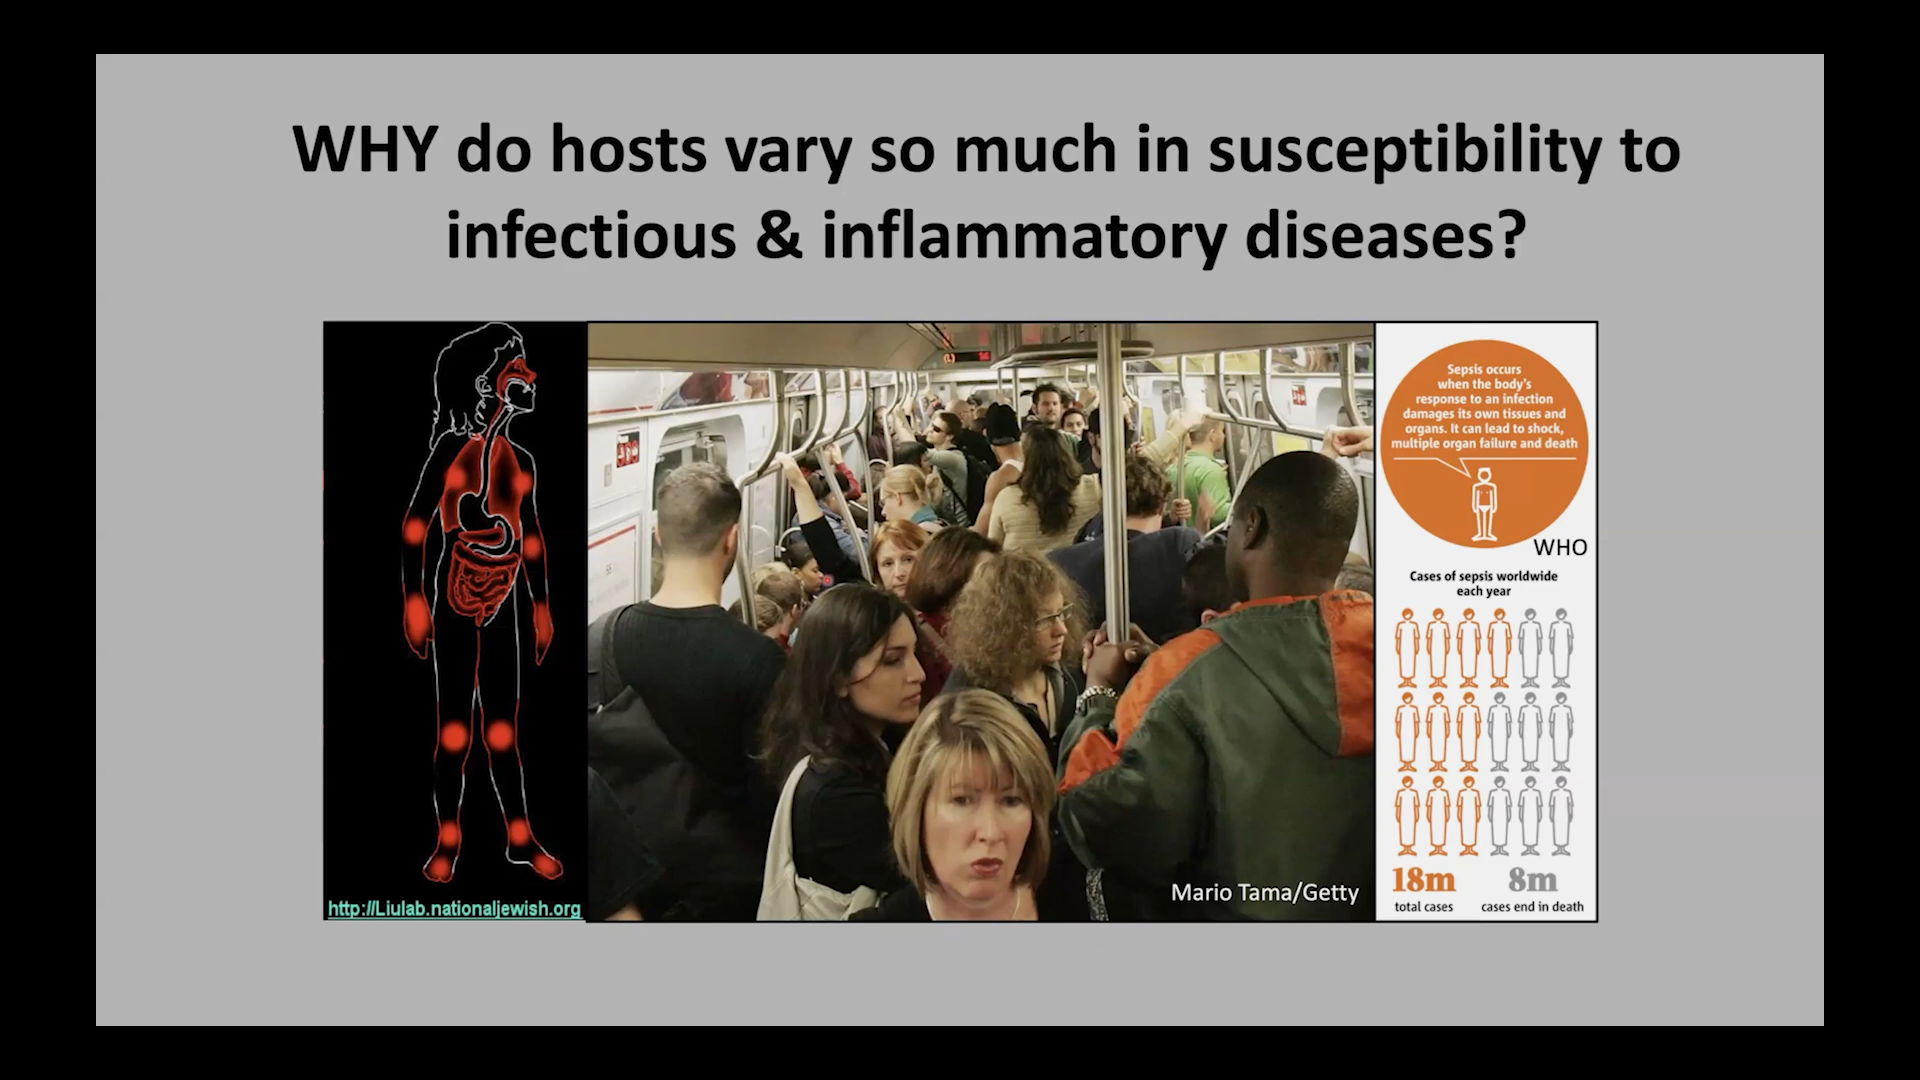 WHY do hosts vary so much in susceptibility to
infectious & inflammatory diseases?
http://Liulab.nationaljewish.org
Mario Tama/Getty
Sepsis occurs
when the body's
response to an infection
damages its own tissues and
organs. It can lead to shock,
multiple organ failure and death
WHO
Cases of sepsis worldwide
each year
18m
total cases
8m
cases end in death